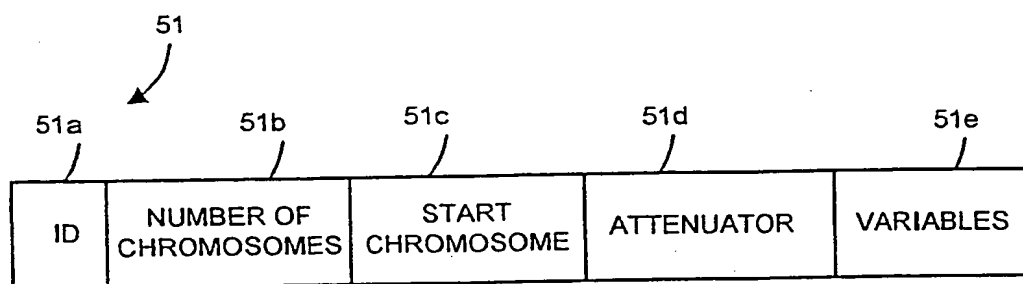 51
51a
51b
51c
51d
51e
ID
NUMBER OF
CHROMOSOMES
START
CHROMOSOME
ATTENUATOR
VARIABLES